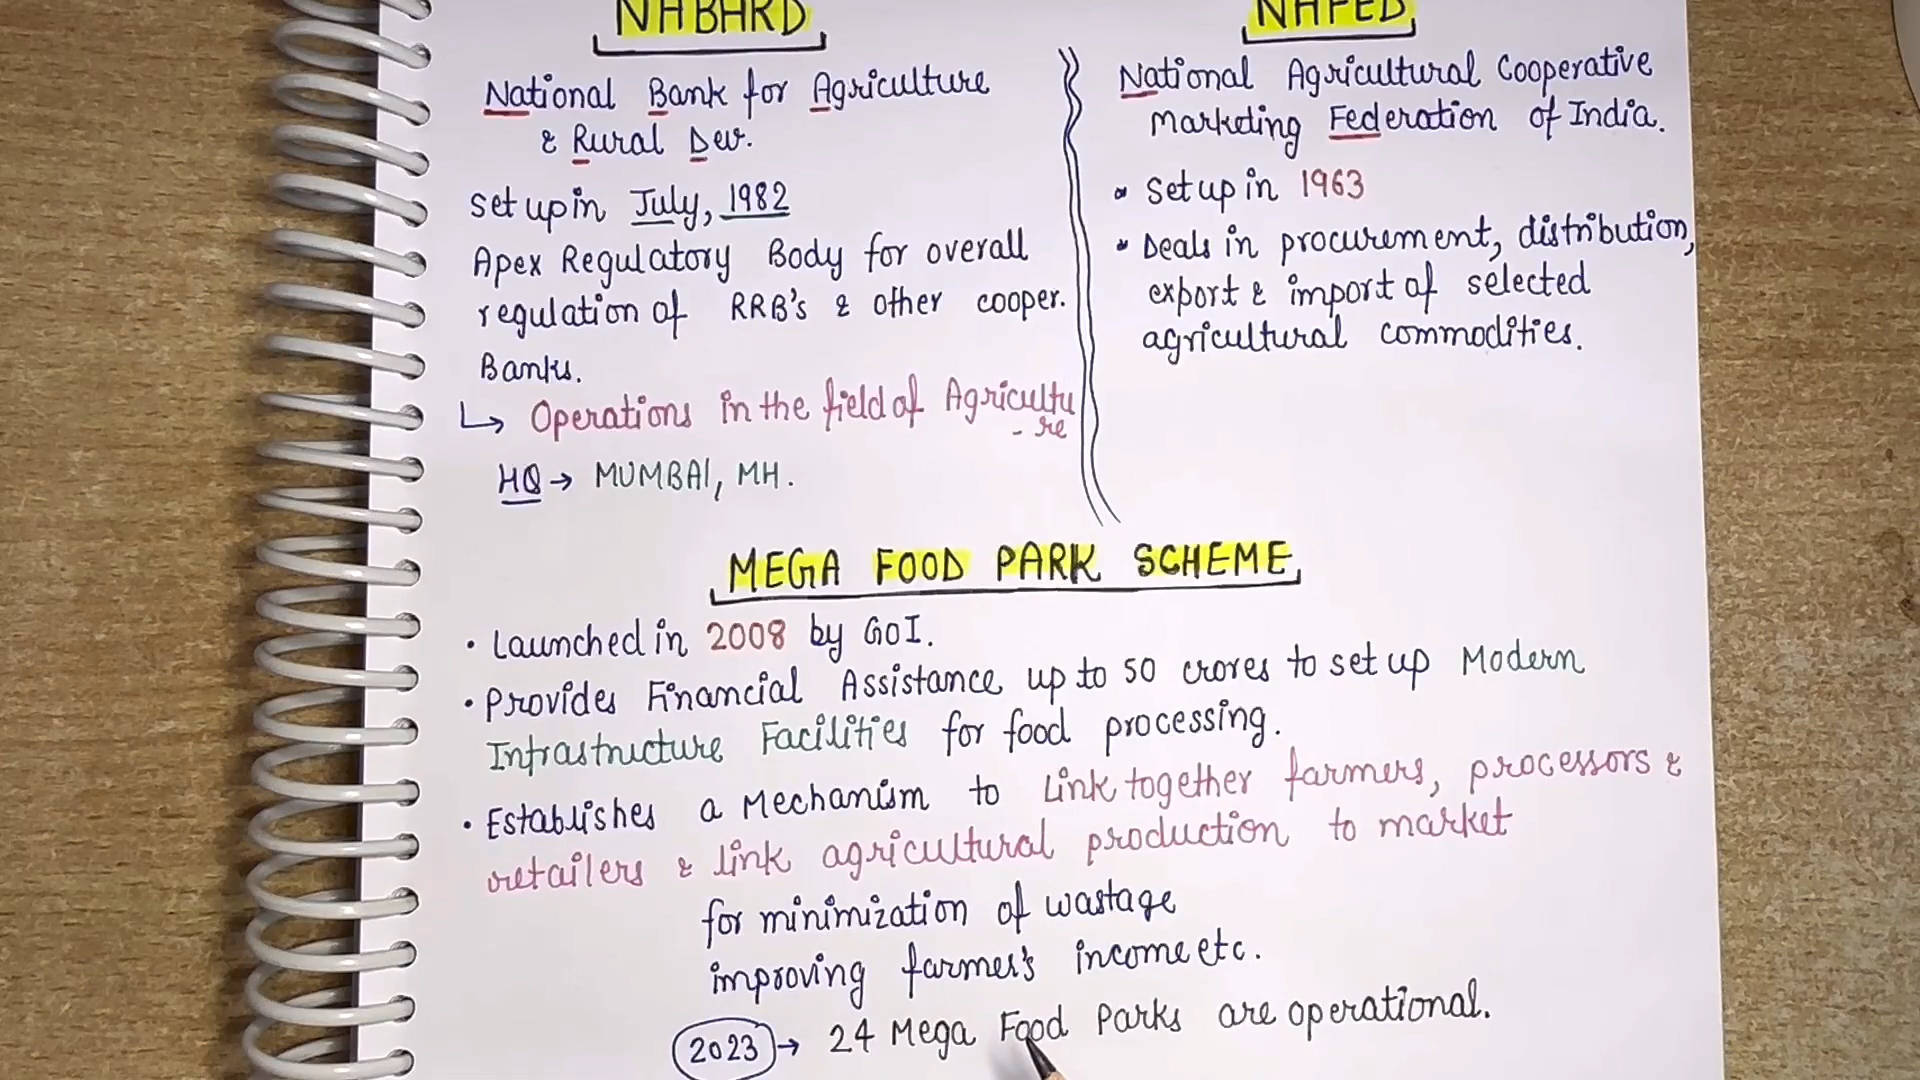 NABARD
National Bank for Agriculture
& Rural Dev.
set up in July, 1982
Apex Regulatory Body for overall
regulation of RRB's & other cooper.
Banks.
↳ Operations in the field of Agricultu
- re
HQ → MUMBAI, MH.
NAFED
National Agricultural Cooperative
Marketing Federation of India.
• Set up in 1963
• Deals in procurement, distribution,
export & import of selected
agricultural commodities.
MEGA FOOD PARK SCHEME
• Launched in 2008 by GOI.
• Provides Financial Assistance up to 50 crores to set up Modern
Infrastructure Facilities for food processing.
• Establishes a Mechanism to link together farmers, processors &
retailers & link agricultural production to market
for minimization of wastage
improving farmer's income etc.
2023 → 24 Mega Food Parks are operational.